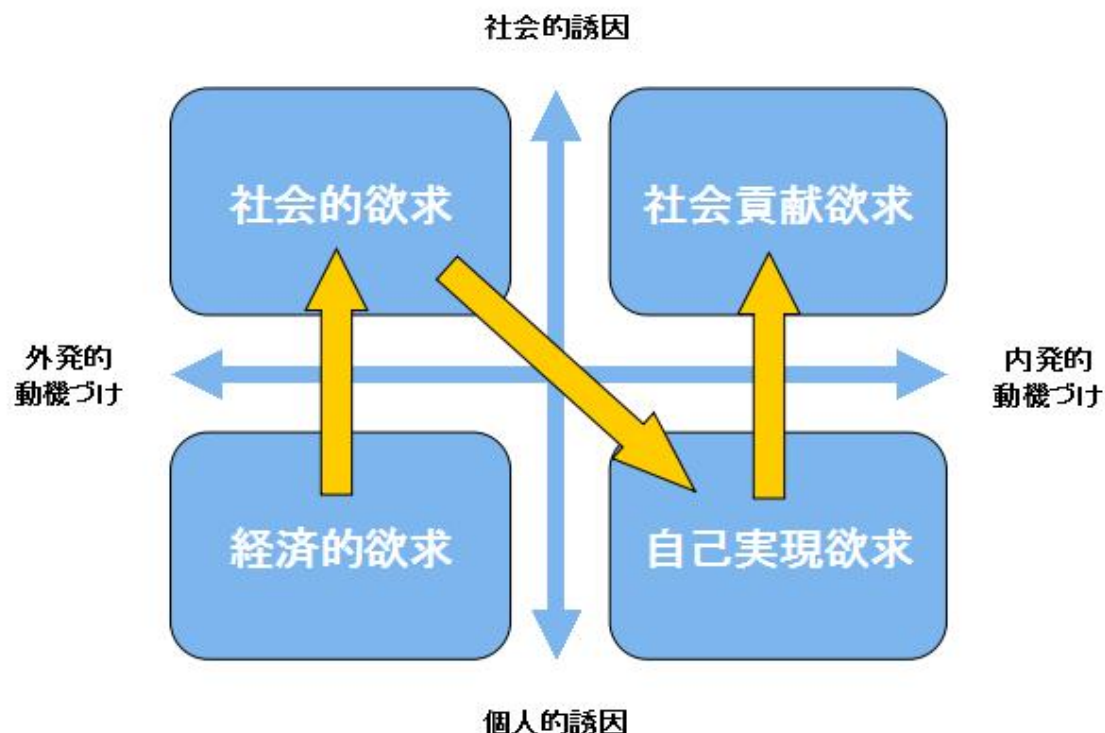 社会的誘因
社会的欲求
社会貢献欲求
外発的
動機づけ
内発的
動機づけ
経済的欲求
自己実現欲求
個人的誘因